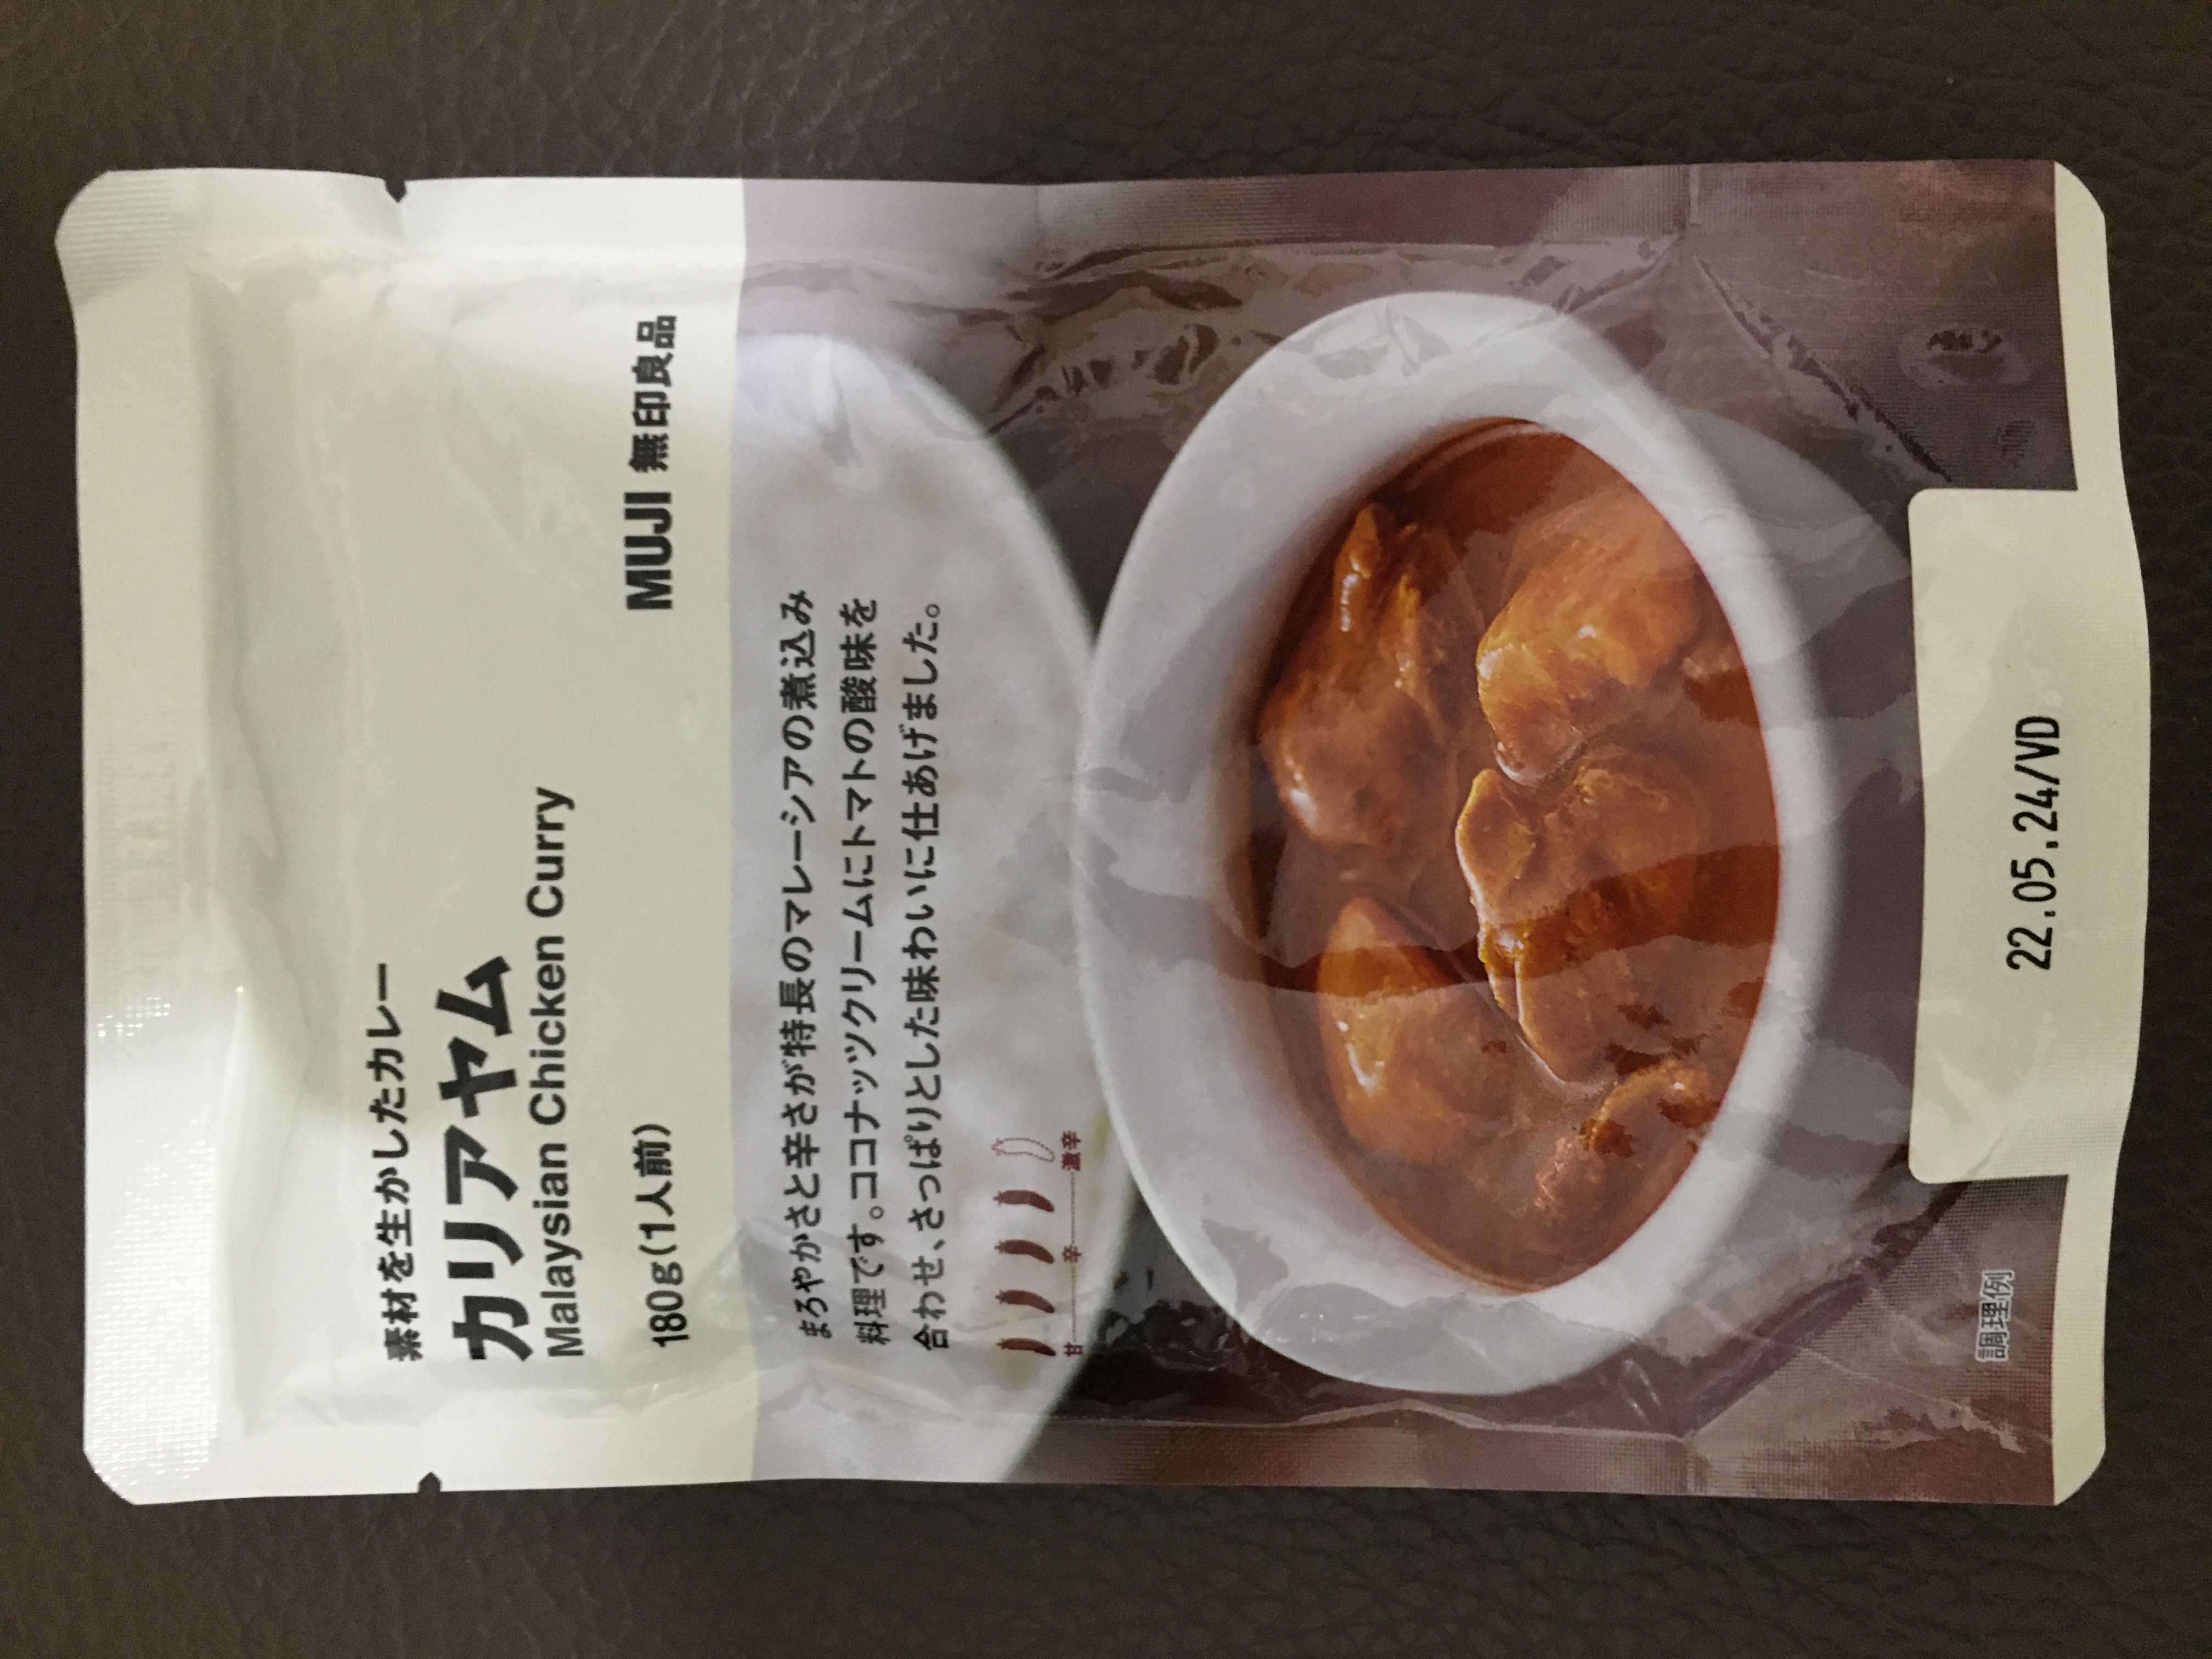 素材を生かしたカレー
カリアヤム
Malaysian Chicken Curry
180g(1人前)
MUJI 無印良品
まろやかさと辛さが特長のマレーシアの煮込み
料理です。ココナッツクリームにトマトの酸味を
合わせ、さっぱりとした味わいに仕あげました。
甘 辛 激辛
調理例
22.05.24/VD